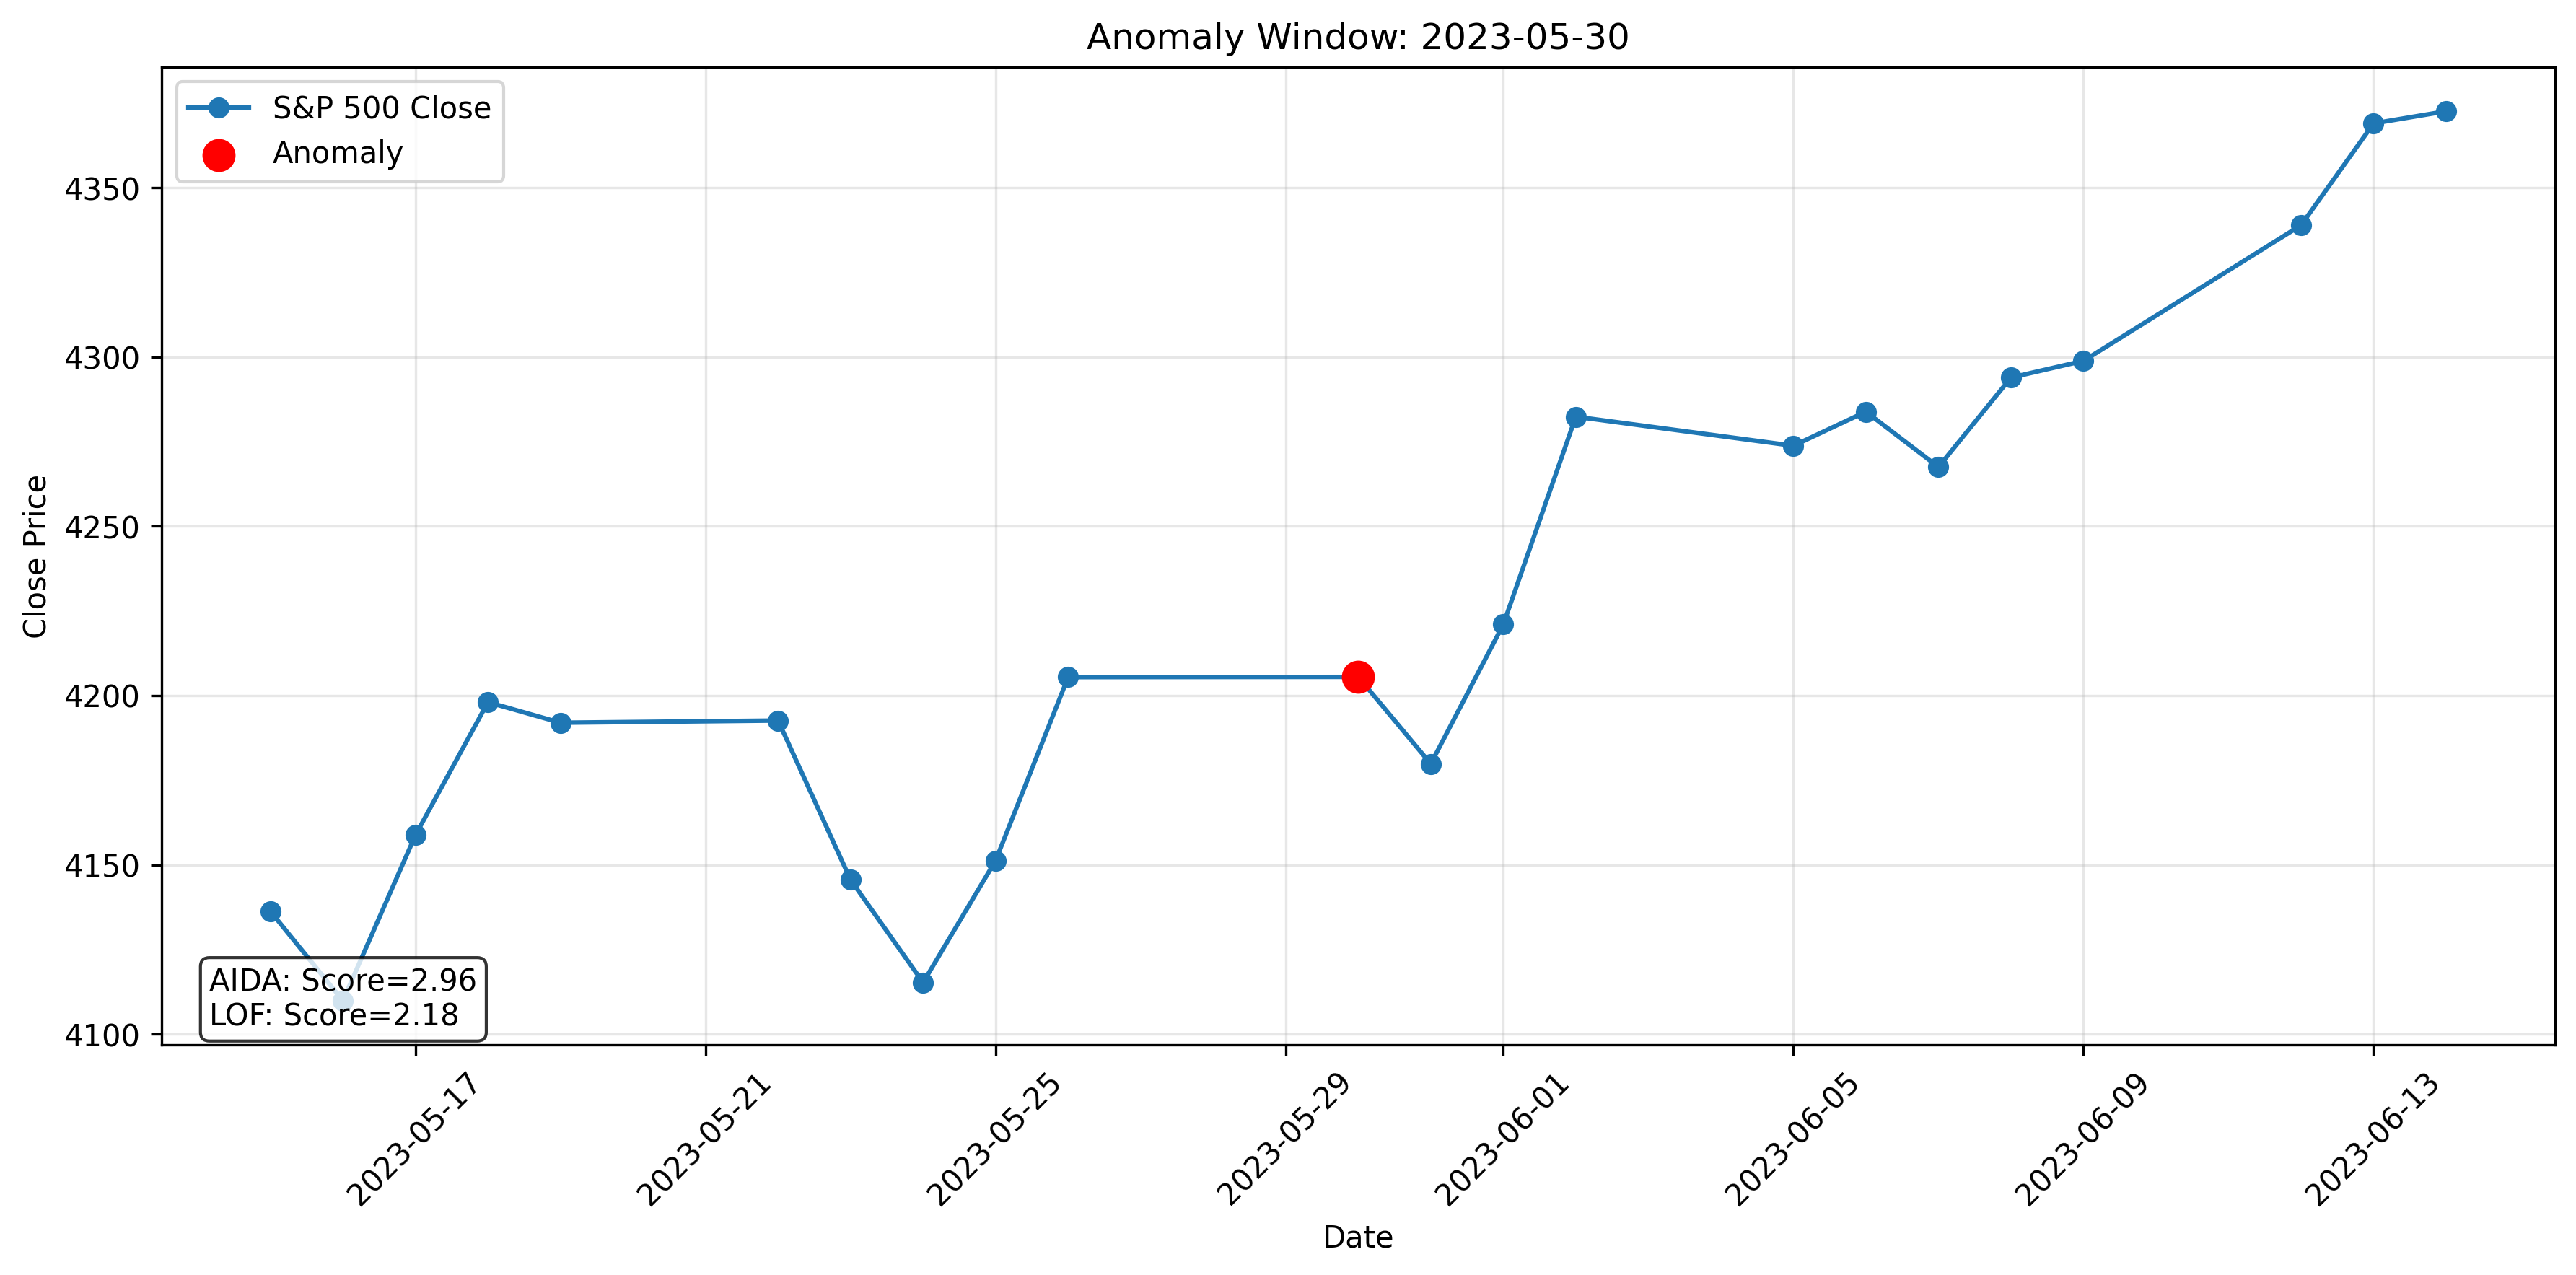 Anomaly Window: 2023-05-30
S&P 500 Close
Anomaly
Close Price
4350
4300
4250
4200
4150
4100
AIDA: Score=2.96
LOF: Score=2.18
2023-05-17
2023-05-21
2023-05-25
2023-05-29
2023-06-01
2023-06-05
2023-06-09
2023-06-13
Date